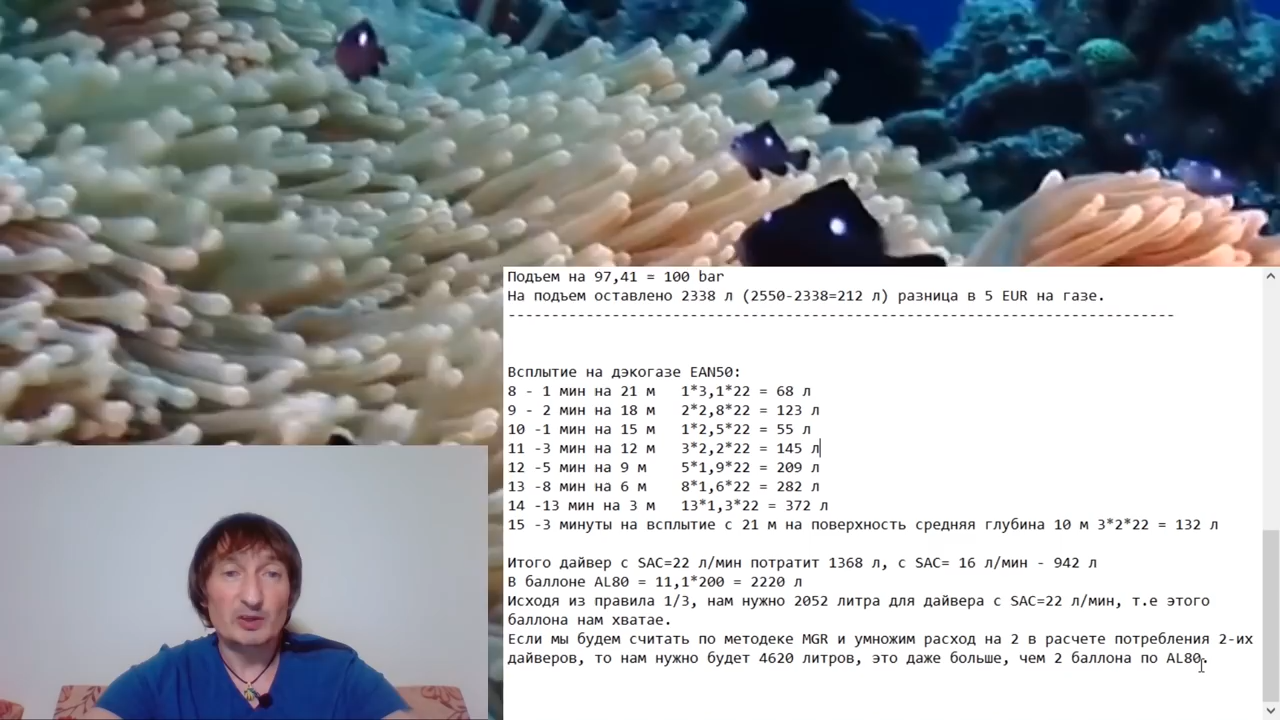 Подъем на 97,41 = 100 bar
На подъем оставлено 2338 л (2550-2338=212 л) разница в 5 EUR на газе.
-----------------------------------------------------------------------------
Всплытие на дэкогазе EAN50:
8 - 1 мин на 21 м 1*3,1*22 = 68 л
9 - 2 мин на 18 м 2*2,8*22 = 123 л
10 -1 мин на 15 м 1*2,5*22 = 55 л
11 -3 мин на 12 м 3*2,2*22 = 145 л
12 -5 мин на 9 м 5*1,9*22 = 209 л
13 -8 мин на 6 м 8*1,6*22 = 282 л
14 -13 мин на 3 м 13*1,3*22 = 372 л
15 -3 минуты на всплытие с 21 м на поверхность средняя глубина 10 м 3*2*22 = 132 л
Итого дайвер с SAC=22 л/мин потратит 1368 л, с SAC= 16 л/мин - 942 л
В баллоне AL80 = 11,1*200 = 2220 л
Исходя из правила 1/3, нам нужно 2052 литра для дайвера с SAC=22 л/мин, т.е этого
баллона нам хватае.
Если мы будем считать по методеке MGR и умножим расход на 2 в расчете потребления 2-их
дайверов, то нам нужно будет 4620 литров, это даже больше, чем 2 баллона по AL80.